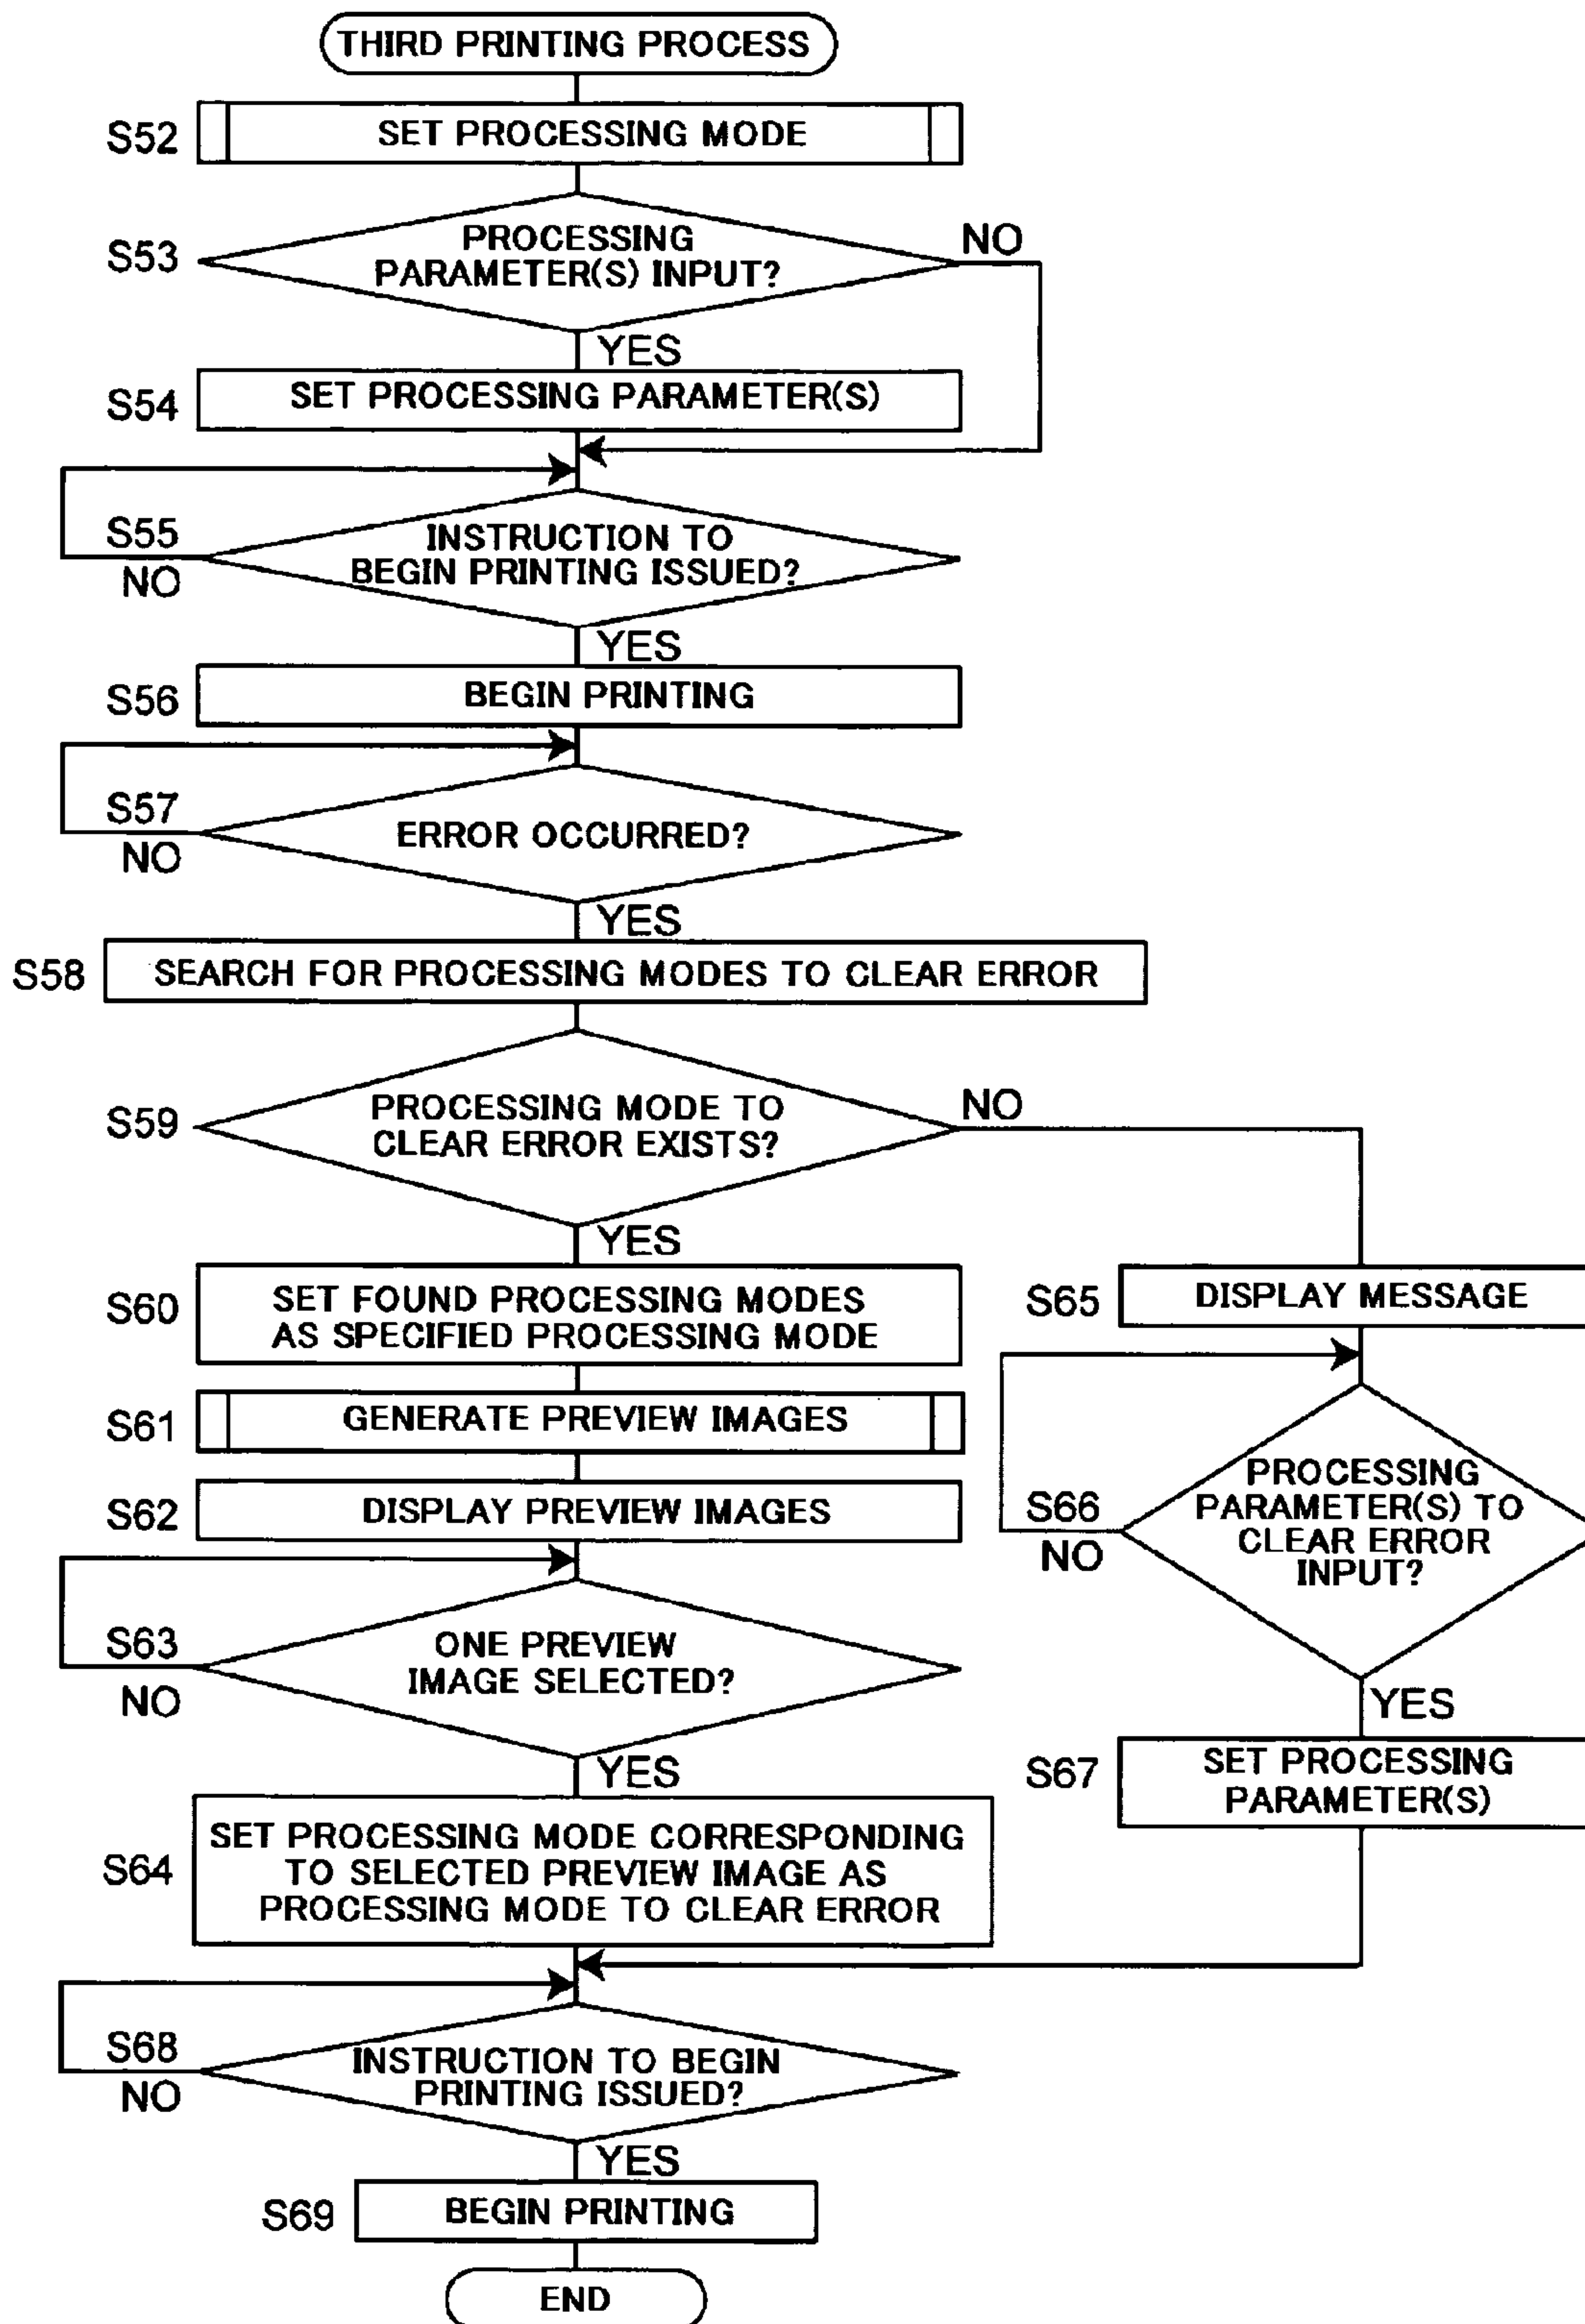 THIRD PRINTING PROCESS
S52
SET PROCESSING MODE
S53
PROCESSING
PARAMETER(S) INPUT?
NO
YES
S54
SET PROCESSING PARAMETER(S)
S55
NO
INSTRUCTION TO
BEGIN PRINTING ISSUED?
YES
S56
BEGIN PRINTING
S57
NO
ERROR OCCURRED?
YES
S58
SEARCH FOR PROCESSING MODES TO CLEAR ERROR
S59
PROCESSING MODE TO
CLEAR ERROR EXISTS?
NO
YES
S60
SET FOUND PROCESSING MODES
AS SPECIFIED PROCESSING MODE
S61
GENERATE PREVIEW IMAGES
S62
DISPLAY PREVIEW IMAGES
S63
NO
ONE PREVIEW
IMAGE SELECTED?
YES
S64
SET PROCESSING MODE CORRESPONDING
TO SELECTED PREVIEW IMAGE AS
PROCESSING MODE TO CLEAR ERROR
S65
DISPLAY MESSAGE
S66
NO
PROCESSING
PARAMETER(S) TO
CLEAR ERROR
INPUT?
YES
S67
SET PROCESSING
PARAMETER(S)
S68
NO
INSTRUCTION TO BEGIN
PRINTING ISSUED?
YES
S69
BEGIN PRINTING
END